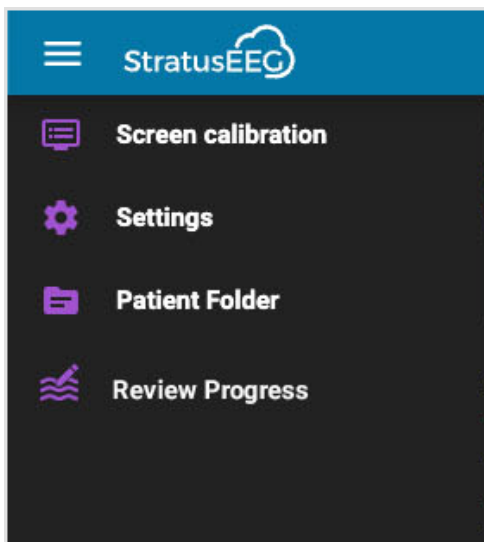 StratusEEG
Screen calibration
Settings
Patient Folder
Review Progress